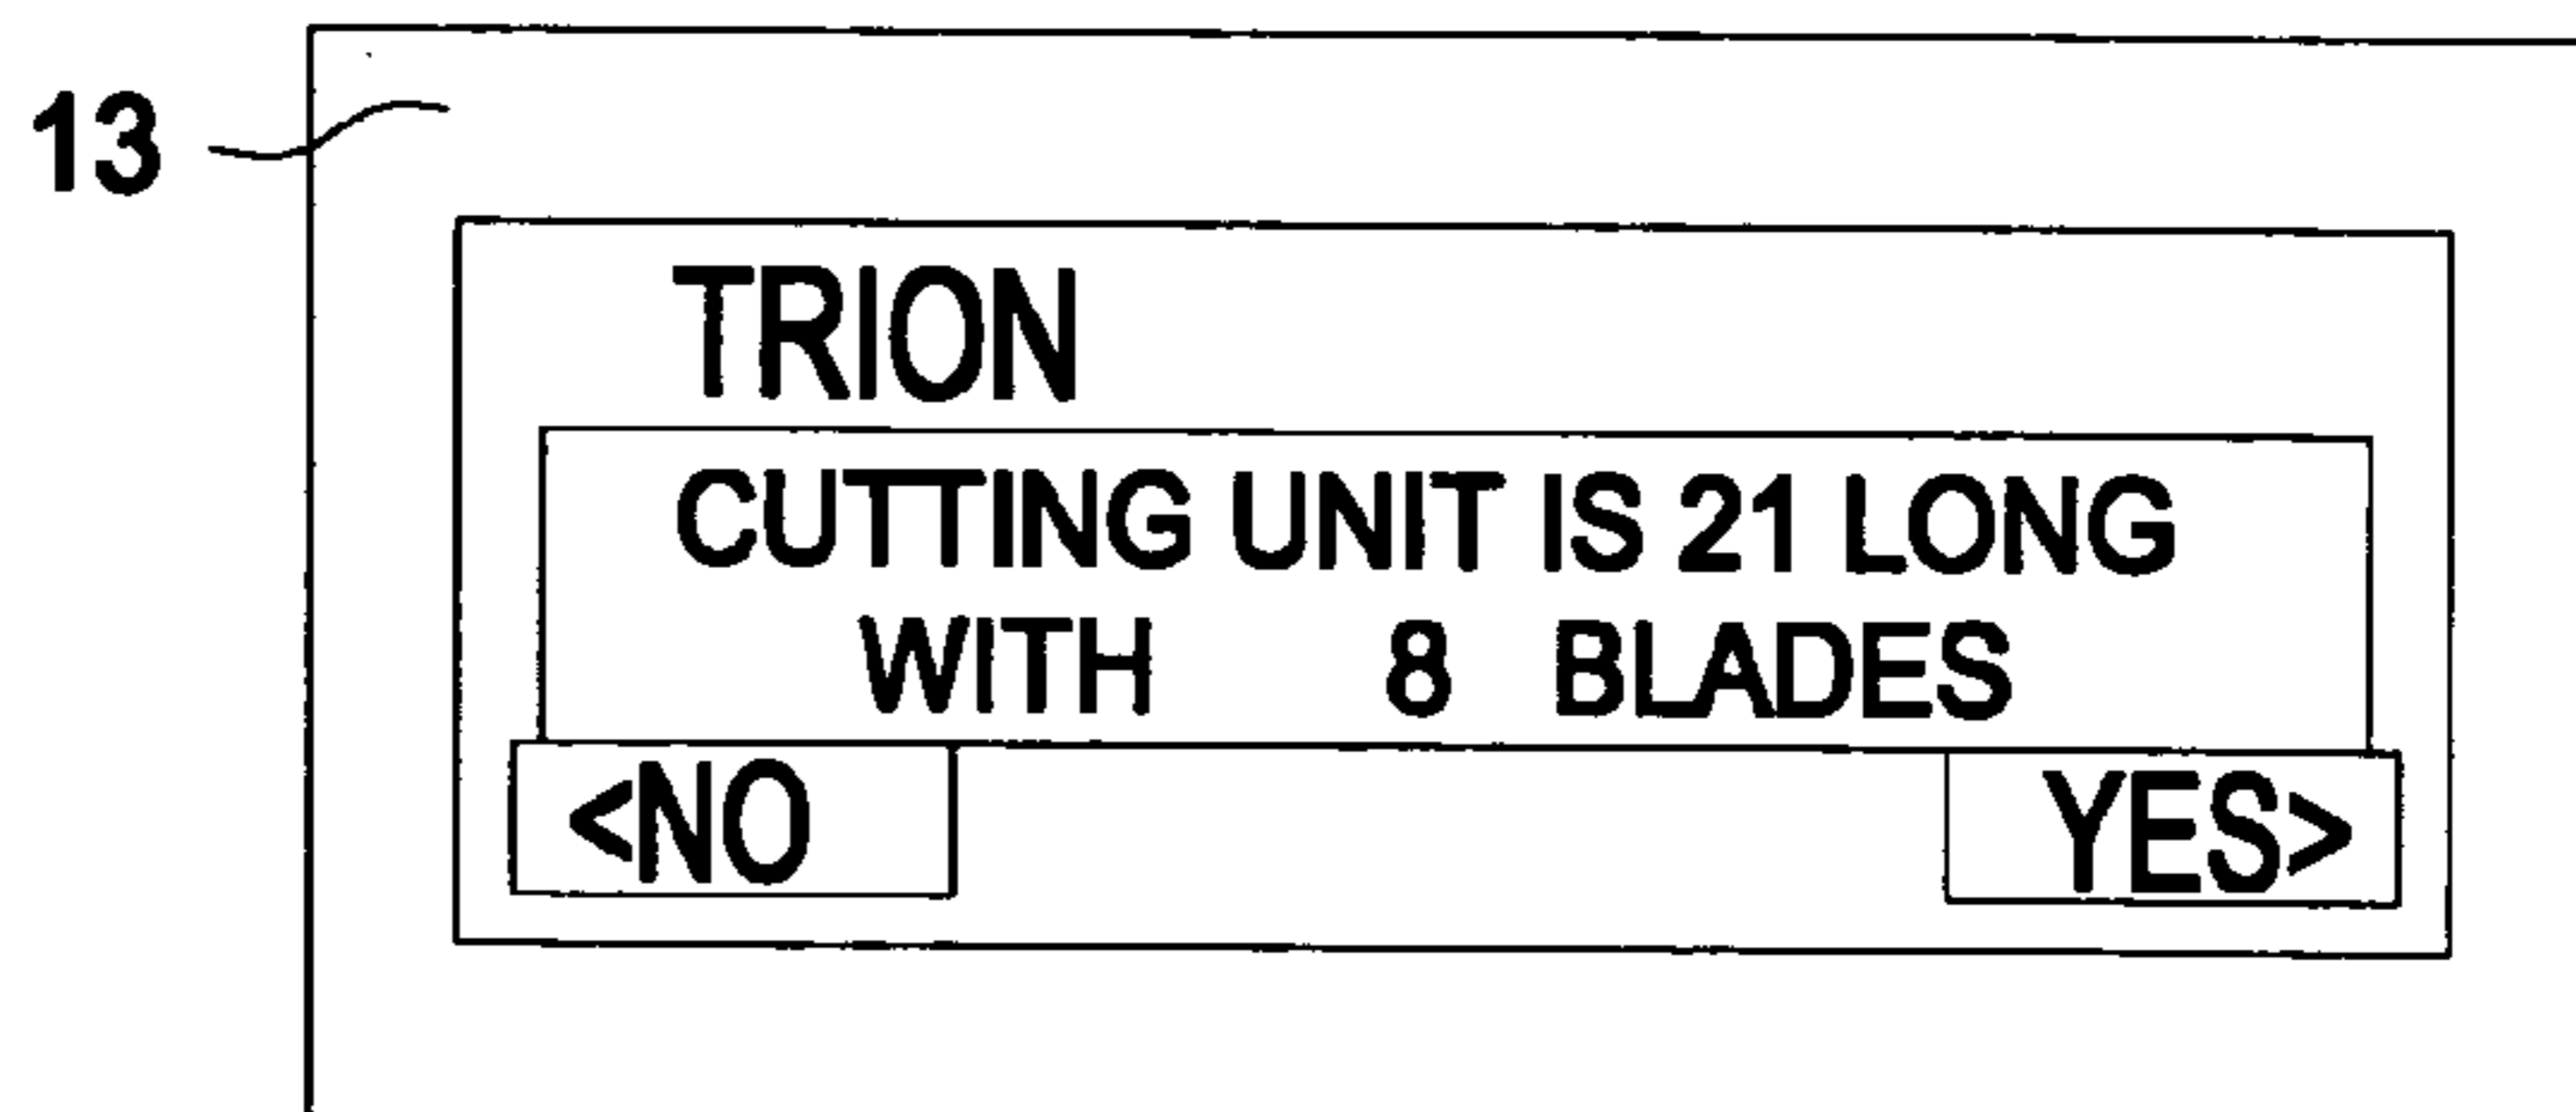 13
TRION
CUTTING UNIT IS 21 LONG
WITH 8 BLADES
<NO YES>